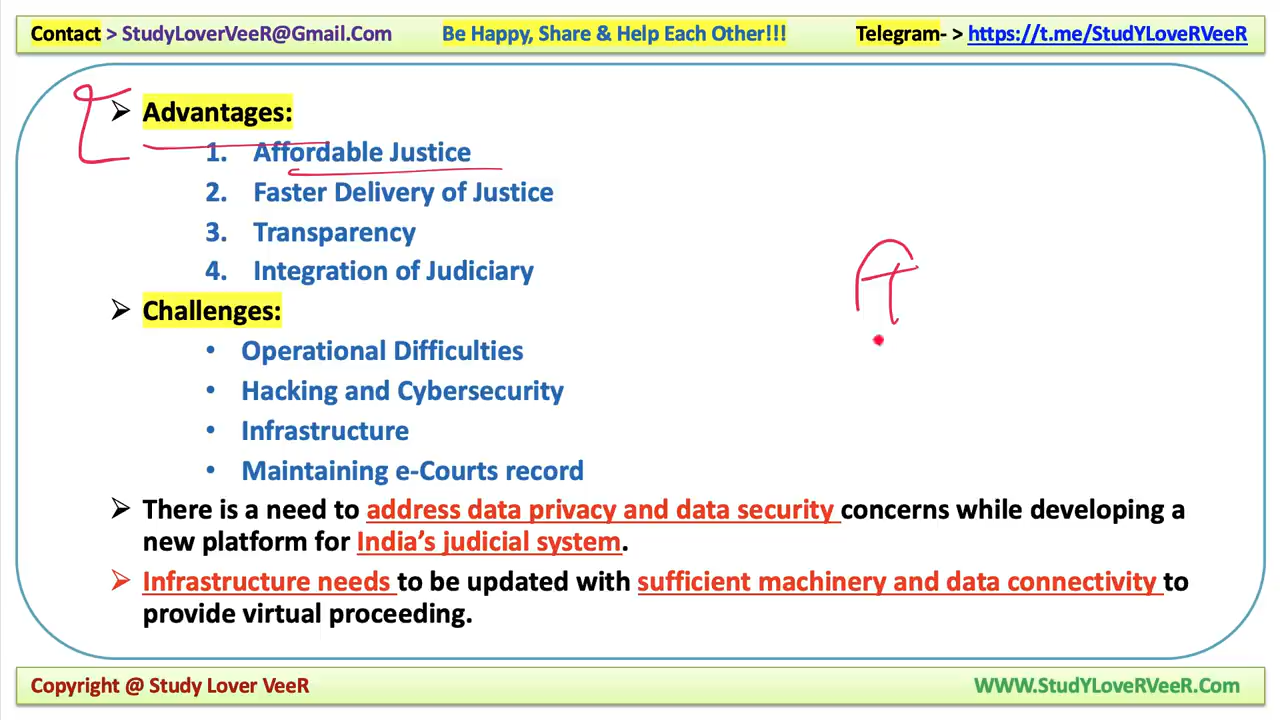 Contact > StudyLoverVeeR@Gmail.Com Be Happy, Share & Help Each Other!!! Telegram- > https://t.me/StudYLoveRVeeR
➢ Advantages:
1. Affordable Justice
2. Faster Delivery of Justice
3. Transparency
4. Integration of Judiciary
➢ Challenges:
• Operational Difficulties
• Hacking and Cybersecurity
• Infrastructure
• Maintaining e-Courts record
➢ There is a need to address data privacy and data security concerns while developing a
new platform for India’s judicial system.
➢ Infrastructure needs to be updated with sufficient machinery and data connectivity to
provide virtual proceeding.
Copyright @ Study Lover VeeR WWW.StudYLoveRVeeR.Com